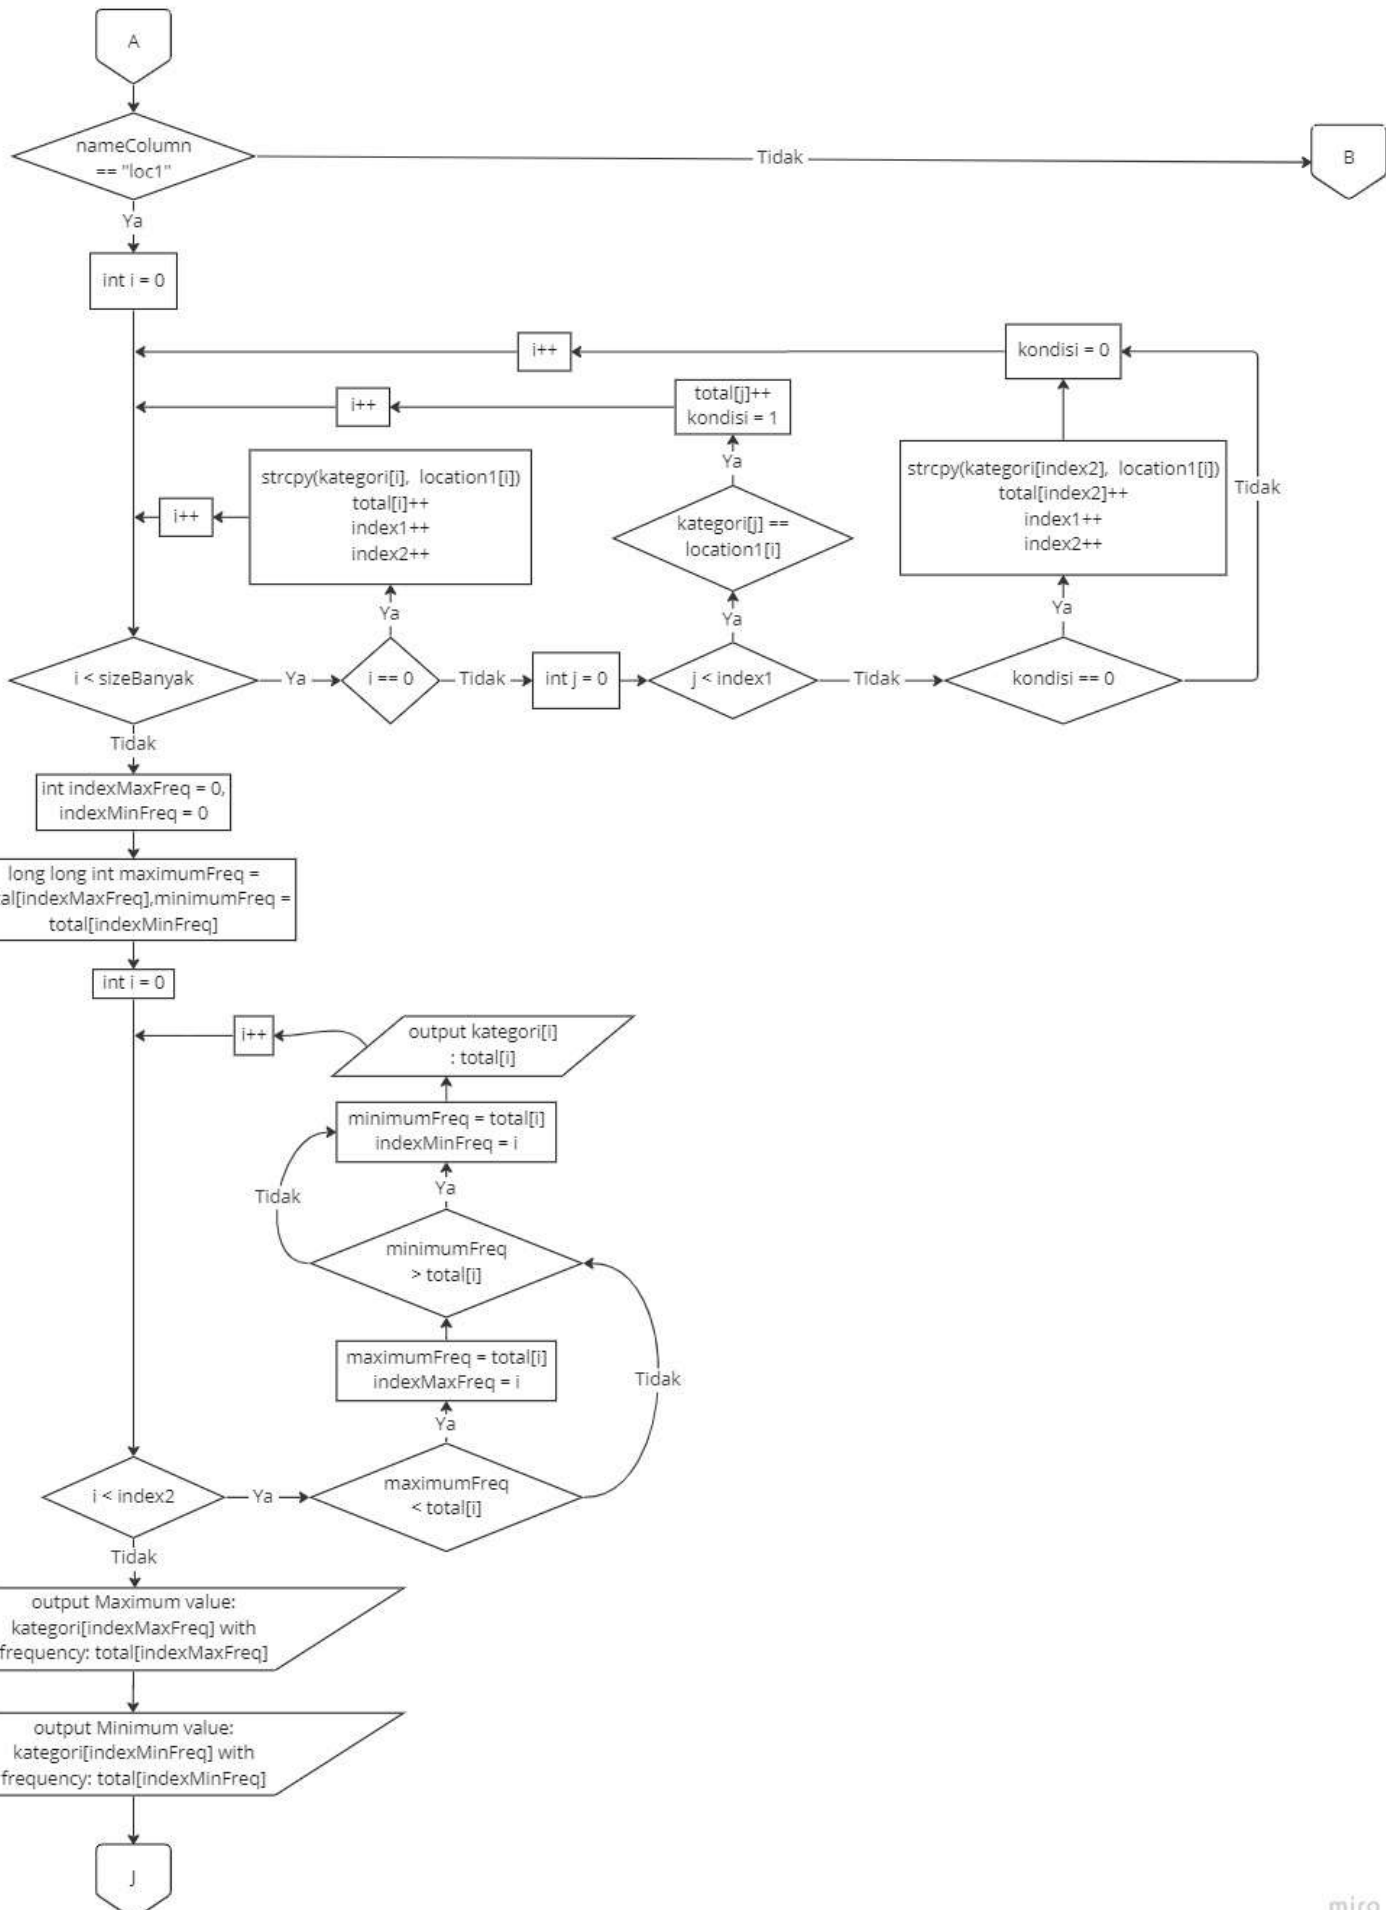 A
nameColumn
== "loc1"
Tidak
B
Ya
int i = 0
i++
kondisi = 0
i++
total[j]++
kondisi = 1
Ya
strcpy(kategori[i], location1[i])
total[i]++
index1++
index2++
i++
kategori[j] ==
location1[i]
strcpy(kategori[index2], location1[i])
total[index2]++
index1++
index2++
Tidak
Ya
Ya
Ya
i < sizeBanyak
Ya
i == 0
Tidak
int j = 0
j < index1
Tidak
kondisi == 0
Tidak
int indexMaxFreq = 0,
indexMinFreq = 0
long long int maximumFreq =
al[indexMaxFreq],minimumFreq =
total[indexMinFreq]
int i = 0
i++
output kategori[i]
: total[i]
minimumFreq = total[i]
indexMinFreq = i
Ya
Tidak
minimumFreq
> total[i]
maximumFreq = total[i]
indexMaxFreq = i
Tidak
Ya
i < index2
Ya
maximumFreq
< total[i]
Tidak
output Maximum value:
kategori[indexMaxFreq] with
frequency: total[indexMaxFreq]
output Minimum value:
kategori[indexMinFreq] with
frequency: total[indexMinFreq]
J
miro